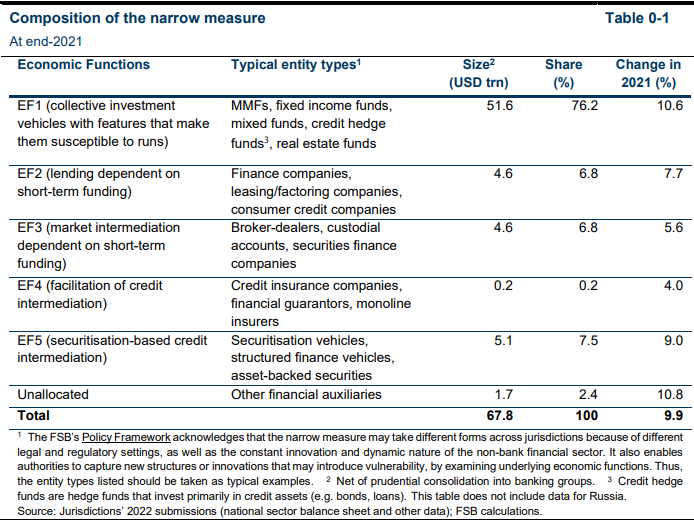 Composition of the narrow measure Table 0-1
At end-2021
Economic Functions Typical entity types¹ Size² Share Change in
(USD trn) (%) 2021 (%)
EF1 (collective investment MMFs, fixed income funds, 51.6 76.2 10.6
vehicles with features that make mixed funds, credit hedge
them susceptible to runs) funds³, real estate funds
EF2 (lending dependent on Finance companies, 4.6 6.8 7.7
short-term funding) leasing/factoring companies,
consumer credit companies
EF3 (market intermediation Broker-dealers, custodial 4.6 6.8 5.6
dependent on short-term accounts, securities finance
funding) companies
EF4 (facilitation of credit Credit insurance companies, 0.2 0.2 4.0
intermediation) financial guarantors, monoline
insurers
EF5 (securitisation-based credit Securitisation vehicles, 5.1 7.5 9.0
intermediation) structured finance vehicles,
asset-backed securities
Unallocated Other financial auxiliaries 1.7 2.4 10.8
Total 67.8 100 9.9
¹ The FSB's Policy Framework acknowledges that the narrow measure may take different forms across jurisdictions because of different
legal and regulatory settings, as well as the constant innovation and dynamic nature of the non-bank financial sector. It also enables
authorities to capture new structures or innovations that may introduce vulnerability, by examining underlying economic functions. Thus,
the entity types listed should be taken as typical examples. ² Net of prudential consolidation into banking groups. ³ Credit hedge
funds are hedge funds that invest primarily in credit assets (e.g. bonds, loans). This table does not include data for Russia.
Source: Jurisdictions' 2022 submissions (national sector balance sheet and other data); FSB calculations.